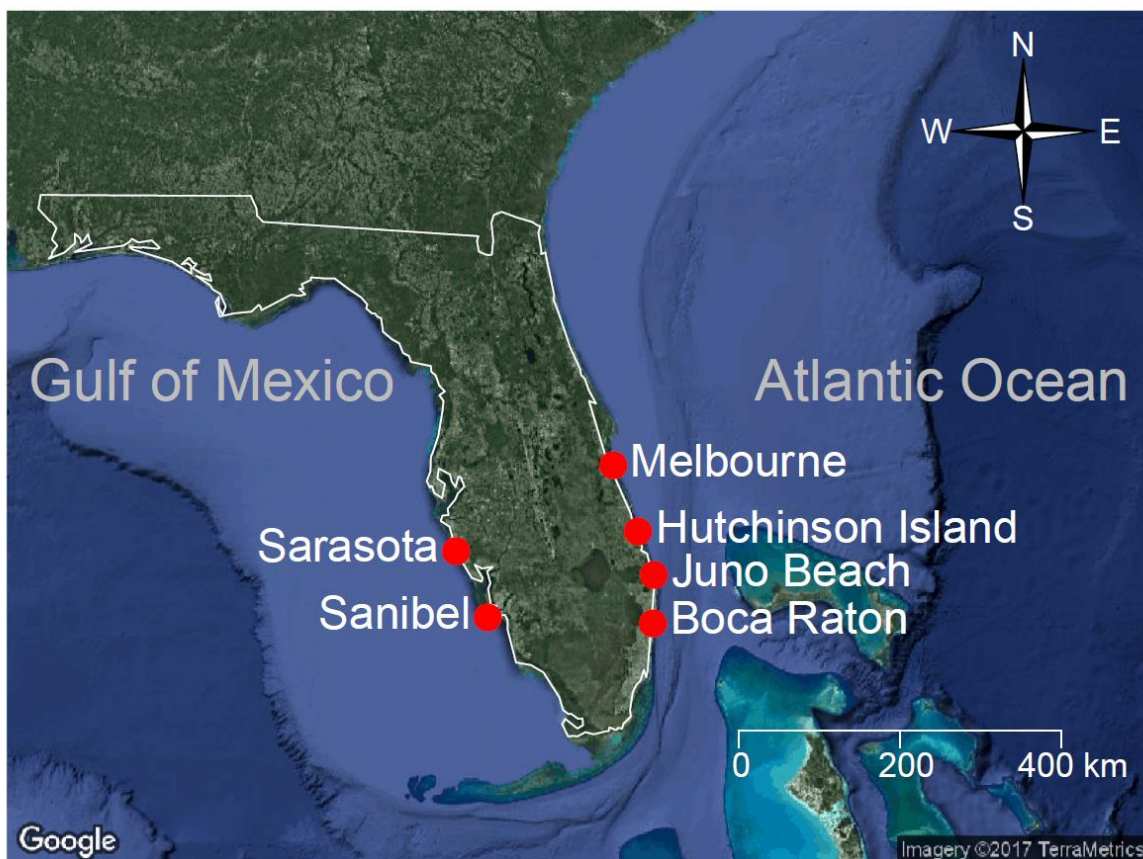 N
W E
S
Gulf of Mexico
Atlantic Ocean
Melbourne
Hutchinson Island
Sarasota
Juno Beach
Sanibel
Boca Raton
0 200 400 km
Google
Imagery ©2017 TerraMetrics